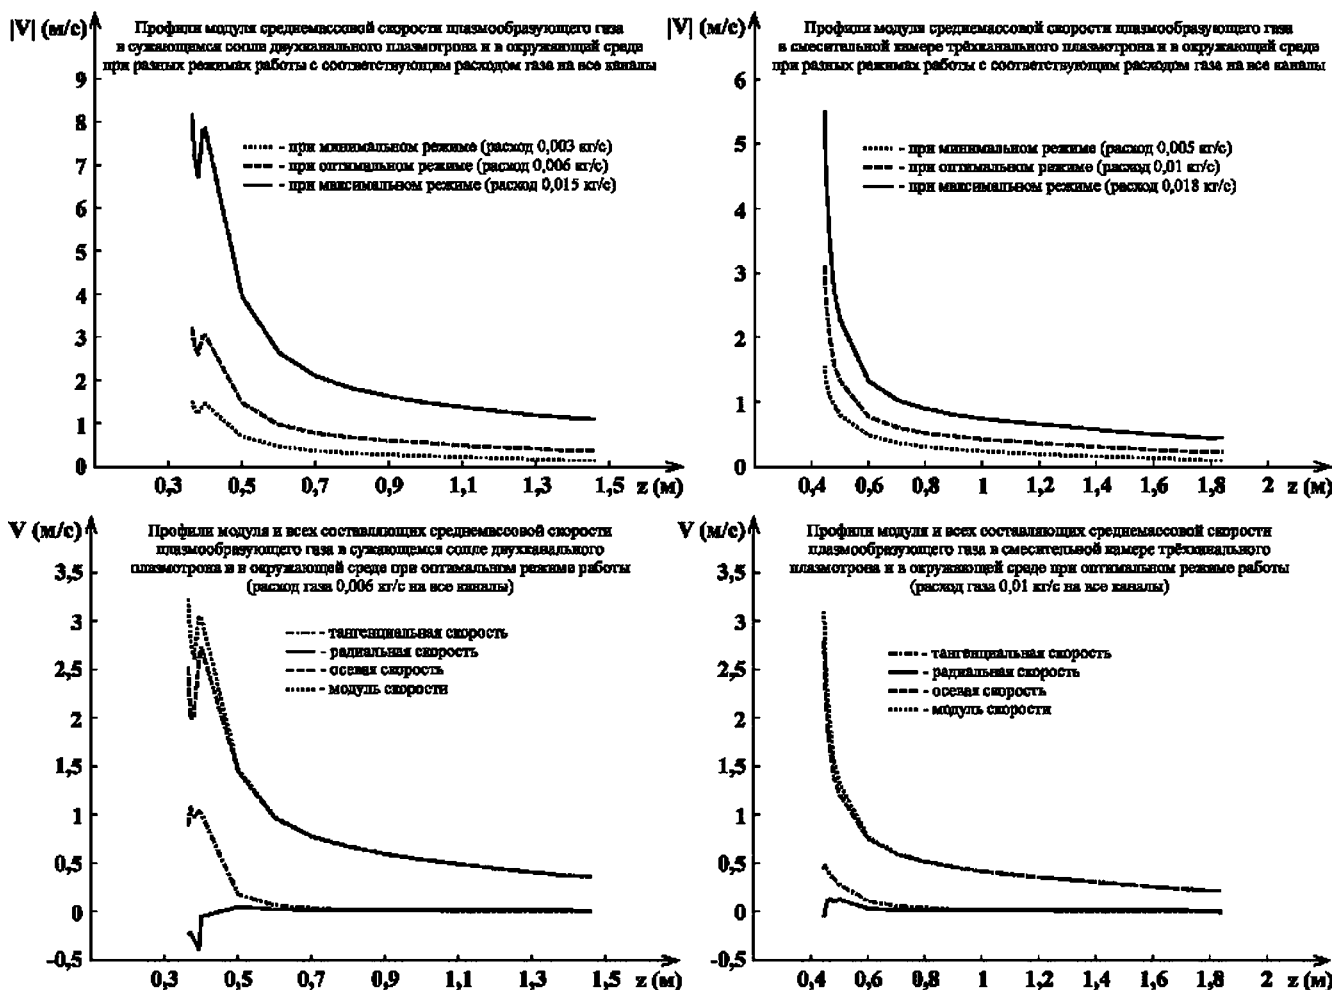 |V| (м/с)
Профили модуля среднемассовой скорости плазмообразующего газа
в сужающимся сопле двухканального плазмотрона и в окружающий среде
при разных режимах работы с соответствующим расходом газа на все каналы
9
8
7
6
5
4
3
2
1
0
- при минимальном режиме (расход 0,003 кг/с)
- при оптимальном режиме (расход 0,006 кг/с)
- при максимальном режиме (расход 0,015 кг/с)
0,3 0,5 0,7 0,9 1,1 1,3 1,5 z (м)
|V| (м/с)
Профили модуля среднемассовой скорости плазмообразующего газа
в смесительной камере трёхканального плазмотрона и в окружающий среде
при разных режимах работы с соответствующим расходом газа на все каналы
6
5
4
3
2
1
0
- при минимальном режиме (расход 0,005 кг/с)
- при оптимальном режиме (расход 0,01 кг/с)
- при максимальном режиме (расход 0,018 кг/с)
0,4 0,6 0,8 1 1,2 1,4 1,6 1,8 2 z (м)
V (м/с)
Профили модуля и всех составляющих среднемассовой скорости
плазмообразующего газа в сужающемся сопле двухканального
плазмотрона и в окружающей среде при оптимальном режиме работы
(расход газа 0,006 кг/с на все каналы)
3,5
3
2,5
2
1,5
1
0,5
0
-0,5
- тангенциальная скорость
- радиальная скорость
- осевая скорость
- модуль скорости
0,3 0,5 0,7 0,9 1,1 1,3 1,5 z (м)
V (м/с)
Профили модуля и всех составляющих среднемассовой скорости
плазмообразующего газа в смесительной камере трёхканального
плазмотрона и в окружающей среде при оптимальном режиме работы
(расход газа 0,01 кг/с на все каналы)
3,5
3
2,5
2
1,5
1
0,5
0
-0,5
- тангенциальная скорость
- радиальная скорость
- осевая скорость
- модуль скорости
0,4 0,6 0,8 1 1,2 1,4 1,6 1,8 2 z (м)